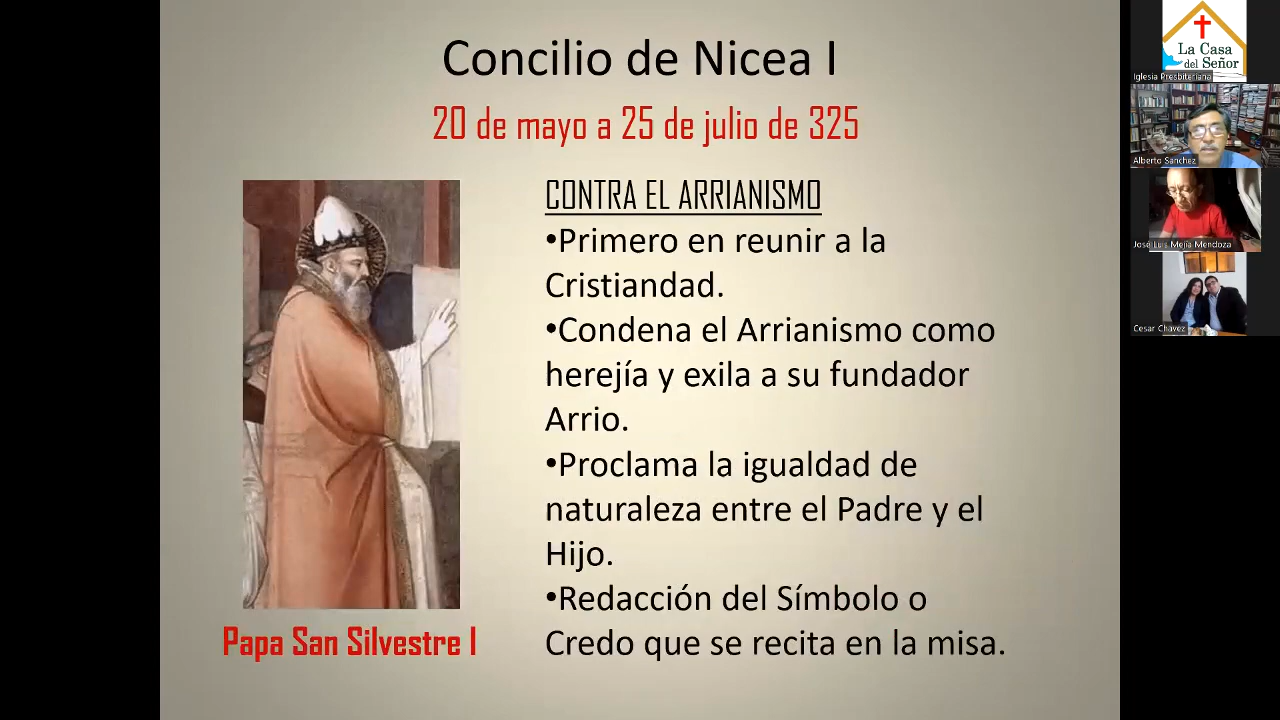 Concilio de Nicea I
20 de mayo a 25 de julio de 325
CONTRA EL ARRIANISMO
•Primero en reunir a la
Cristiandad.
•Condena el Arrianismo como
herejía y exila a su fundador
Arrio.
•Proclama la igualdad de
naturaleza entre el Padre y el
Hijo.
•Redacción del Símbolo o
Credo que se recita en la misa.
Papa San Silvestre I
La Casa
del Señor
Iglesia Presbiteriana
Alberto Sanchez
José Luis Mejia Mendoza
Cesar Chavez